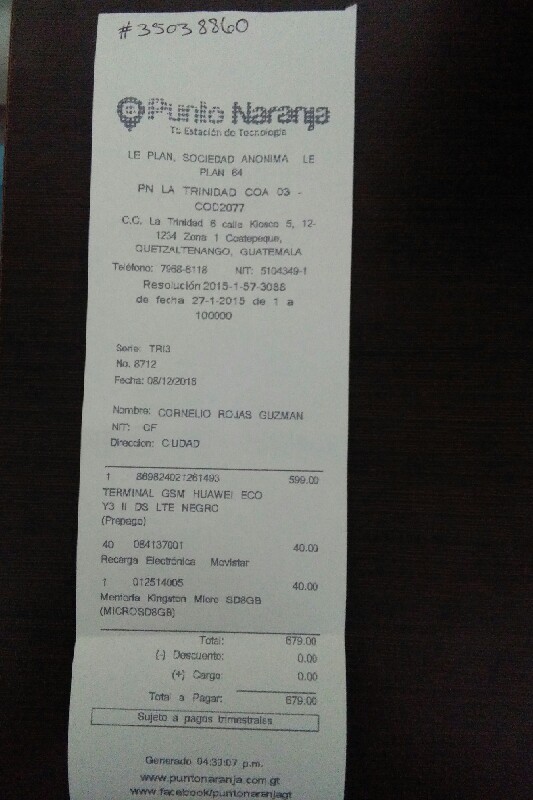 #35038860
Punto Naranja
Tu Estación de Tecnología
LE PLAN, SOCIEDAD ANONIMA LE
PLAN 64
PN LA TRINIDAD COA 03 -
COD2077
C.C. La Trinidad 6 calle Kiosco 5, 12-
1234 Zona 1 Coatepeque,
QUETZALTENANGO, GUATEMALA
Teléfono: 7968-8118 NIT: 5104349-1
Resolución 2015-1-57-3088
de fecha 27-1-2015 de 1 a
100000
Serie: TRI3
No. 8712
Fecha: 08/12/2016
Nombre: CORNELIO ROJAS GUZMAN
NIT: CF
Direccion: CIUDAD
1 869824021261493 599.00
TERMINAL GSM HUAWEI ECO
Y3 II DS LTE NEGRO
(Prepago)
40 084137001 40.00
Recarga Electrónica Movistar
1 012514005 40.00
Memoria Kingston Micro SD8GB
(MICROSD8GB)
Total: 679.00
(-) Descuento: 0.00
(+) Cargo: 0.00
Total a Pagar: 679.00
Sujeto a pagos trimestrales
Generado 04:33:07 p.m.
www.puntonaranja.com.gt
www.facebook/puntonaranjagt